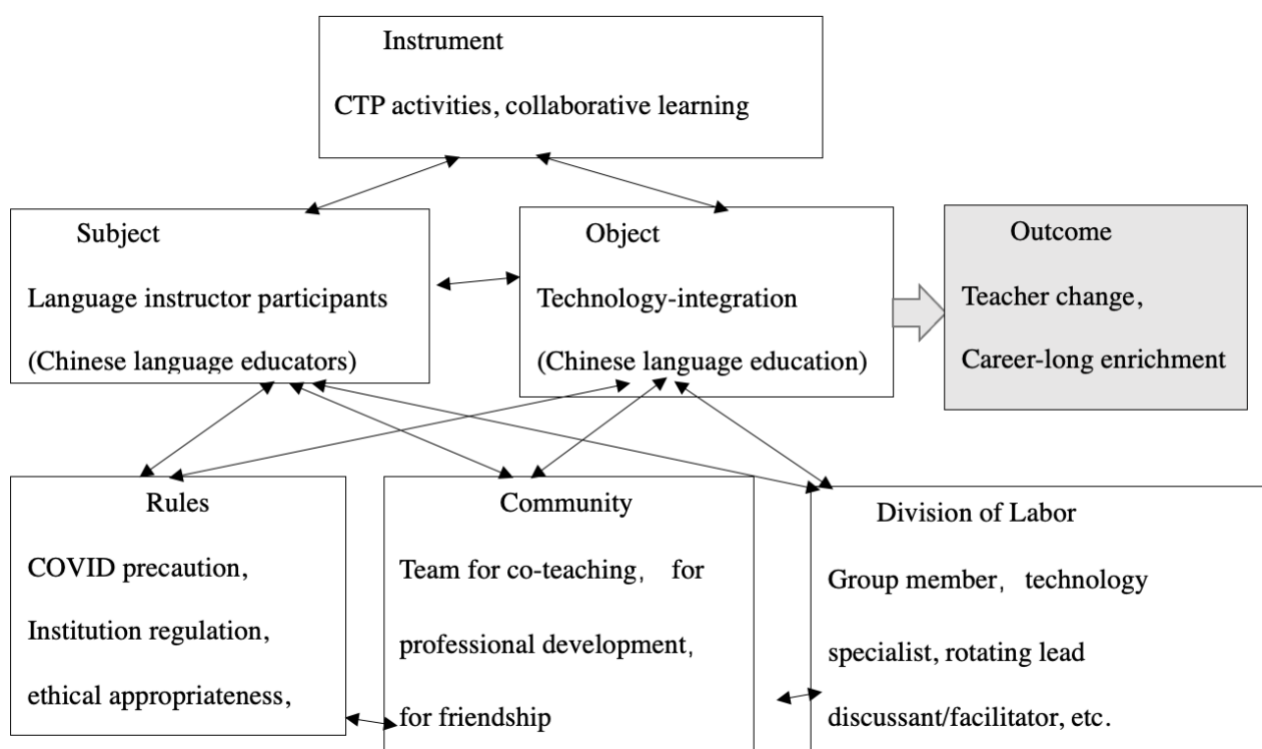 Instrument
CTP activities, collaborative learning
Subject
Language instructor participants
(Chinese language educators)
Object
Technology-integration
(Chinese language education)
Outcome
Teacher change,
Career-long enrichment
Rules
COVID precaution,
Institution regulation,
ethical appropriateness,
Community
Team for co-teaching, for
professional development,
for friendship
Division of Labor
Group member, technology
specialist, rotating lead
discussant/facilitator, etc.